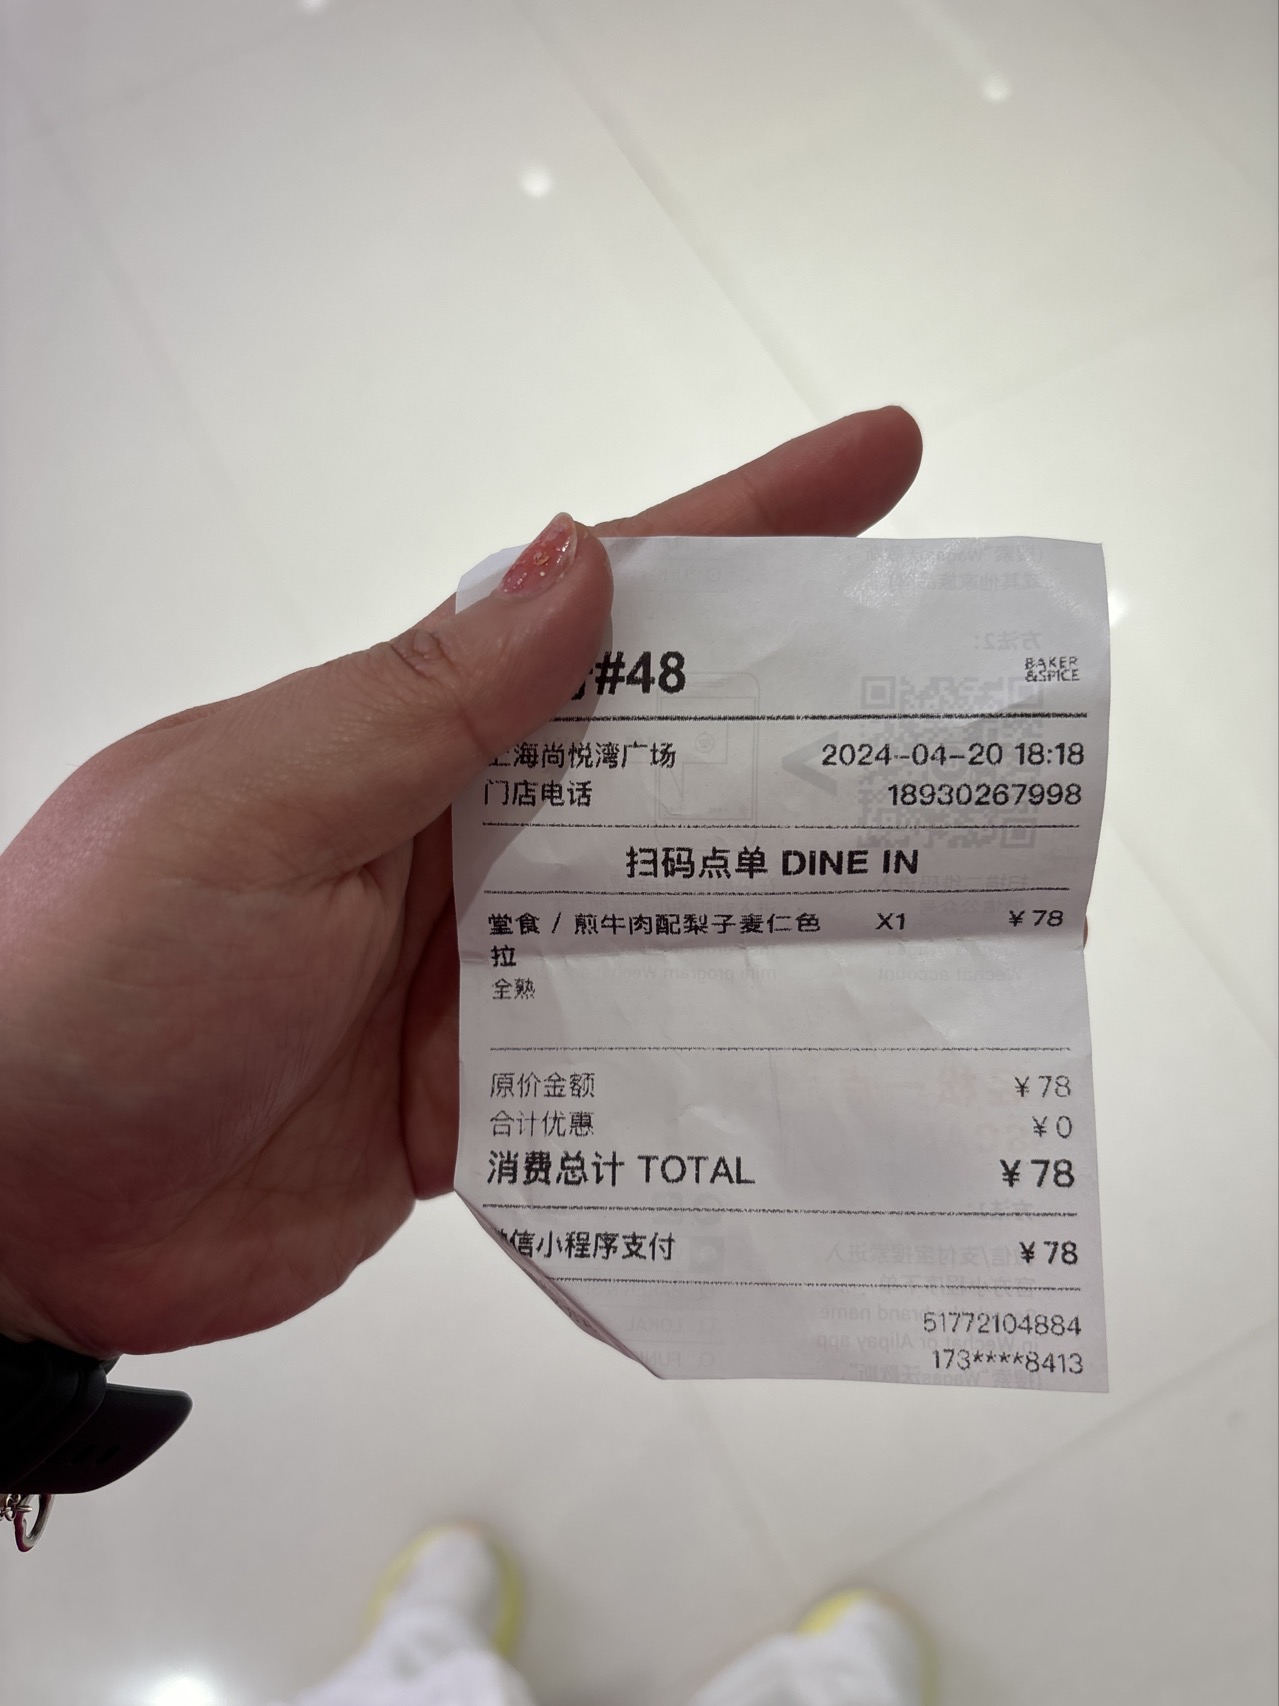 #48
BAKER
&SPICE
上海尚悦湾广场 2024-04-20 18:18
门店电话 18930267998
扫码点单 DINE IN
堂食 / 煎牛肉配梨子麦仁色 X1 ¥78
拉
全熟
原价金额 ¥78
合计优惠 ¥0
消费总计 TOTAL ¥78
微信小程序支付 ¥78
51772104884
173****8413